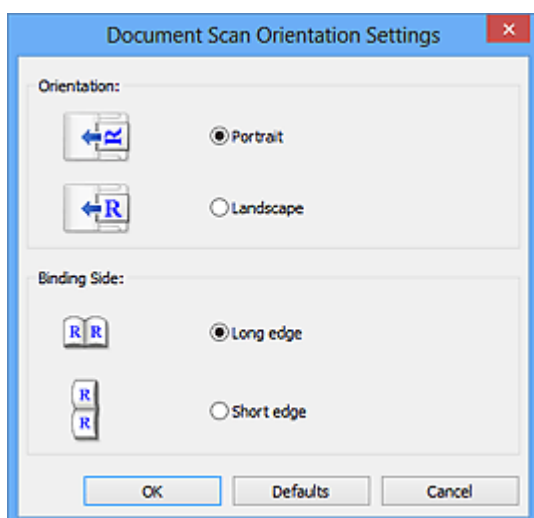 Document Scan Orientation Settings
Orientation:
R
Portrait
R
Landscape
Binding Side:
R R
Long edge
R
R
Short edge
OK Defaults Cancel